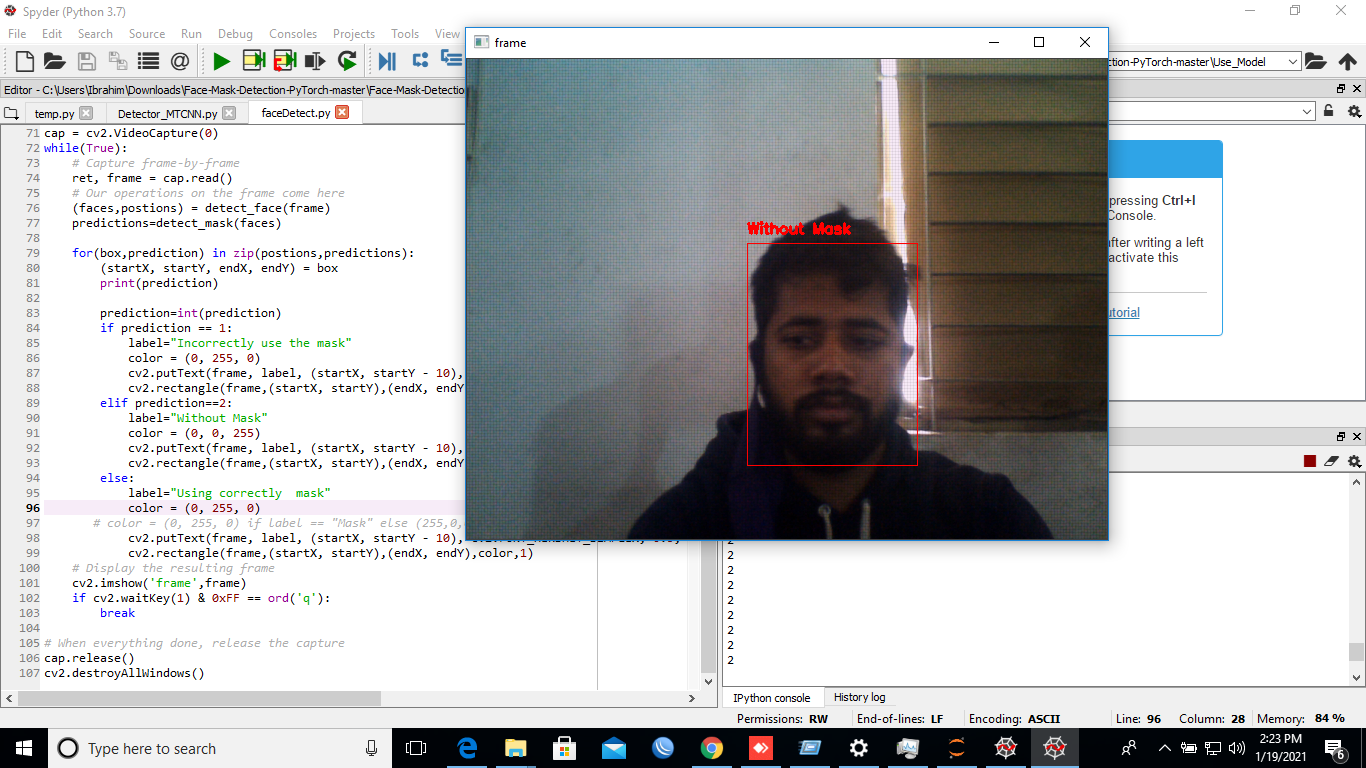 Spyder (Python 3.7)
File Edit Search Source Run Debug Consoles Projects Tools View
ction-PyTorch-master\Use_Model
Editor - C:\Users\Ibrahim\Downloads\Face-Mask-Detection-PyTorch-master\Face-Mask-Detectio
temp.py Detector_MTCNN.py faceDetect.py
71 cap = cv2.VideoCapture(0)
72 while(True):
73 # Capture frame-by-frame
74 ret, frame = cap.read()
75 # Our operations on the frame come here
76 (faces,postions) = detect_face(frame)
77 predictions=detect_mask(faces)
78
79 for(box,prediction) in zip(postions,predictions):
80 (startX, startY, endX, endY) = box
81 print(prediction)
82
83 prediction=int(prediction)
84 if prediction == 1:
85 label="Incorrectly use the mask"
86 color = (0, 255, 0)
87 cv2.putText(frame, label, (startX, startY - 10),
88 cv2.rectangle(frame,(startX, startY),(endX, endY
89 elif prediction==2:
90 label="Without Mask"
91 color = (0, 0, 255)
92 cv2.putText(frame, label, (startX, startY - 10),
93 cv2.rectangle(frame,(startX, startY),(endX, endY
94 else:
95 label="Using correctly  mask"
96 color = (0, 255, 0)
97 # color = (0, 255, 0) if label == "Mask" else (255,0,
98 cv2.putText(frame, label, (startX, startY - 10),
99 cv2.rectangle(frame,(startX, startY),(endX, endY),color,1)
100 # Display the resulting frame
101 cv2.imshow('frame',frame)
102 if cv2.waitKey(1) & 0xFF == ord('q'):
103 break
104
105 # When everything done, release the capture
106 cap.release()
107 cv2.destroyAllWindows()
frame
Without Mask
pressing Ctrl+I
Console.
after writing a left
activate this
utorial
2
2
2
2
2
2
2
2
2
IPython console History log
Permissions: RW End-of-lines: LF Encoding: ASCII Line: 96 Column: 28 Memory: 84 %
Type here to search
2:23 PM
1/19/2021
6